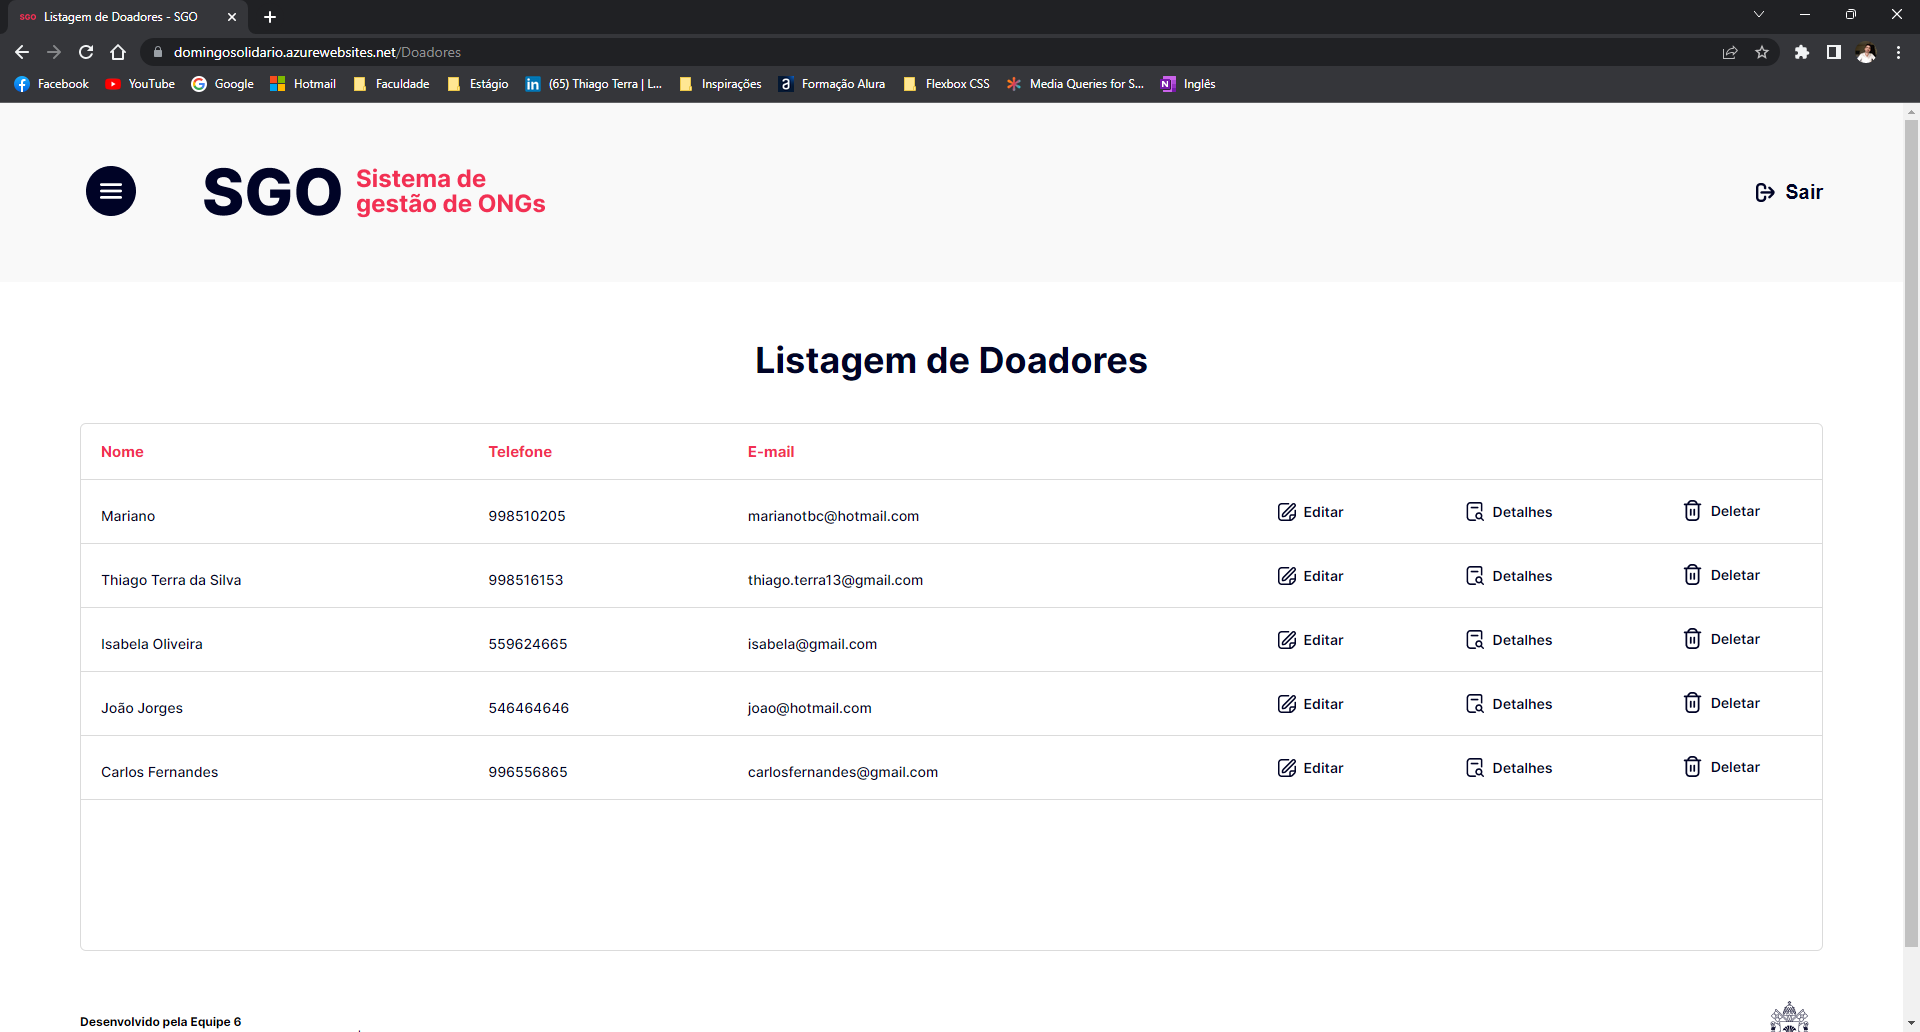 SGO Listagem de Doadores - SGO
domingosolidario.azurewebsites.net/Doadores
Facebook YouTube Google Hotmail Faculdade Estágio in (65) Thiago Terra | L... Inspirações a Formação Alura Flexbox CSS Media Queries for S... N Inglês
SGO
Sistema de
gestão de ONGs
Sair
Listagem de Doadores
Nome Telefone E-mail
Mariano 998510205 marianotbc@hotmail.com Editar Detalhes Deletar
Thiago Terra da Silva 998516153 thiago.terra13@gmail.com Editar Detalhes Deletar
Isabela Oliveira 559624665 isabela@gmail.com Editar Detalhes Deletar
João Jorges 546464646 joao@hotmail.com Editar Detalhes Deletar
Carlos Fernandes 996556865 carlosfernandes@gmail.com Editar Detalhes Deletar
Desenvolvido pela Equipe 6